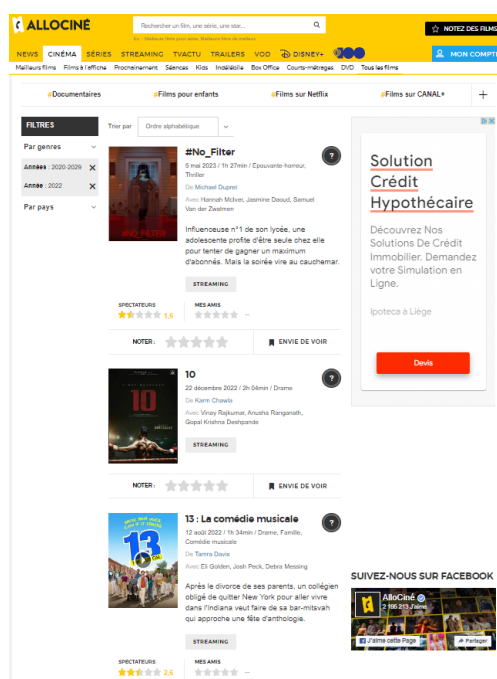 ALLOCINÉ
Rechercher un film, une série, une star...
NOTEZ DES FILMS
NEWS CINÉMA SÉRIES STREAMING TVACTU TRAILERS VOD DISNEY+
MON COMPTE
Meilleurs films Films à l'affiche Prochainement Séances Kids Indélébile Box Office Courts-métrages DVD Tous les films
#Documentaires #Films pour enfants #Films sur Netflix #Films sur CANAL+ +
FILTRES
Par genres
Années : 2020-2029 X
Année : 2022 X
Par pays
Trier par Ordre alphabétique
#No_Filter
?
5 mai 2023 / 1h 27min / Epouvante-horreur,
Thriller
De Michael Dupret
Avec Hannah McIver, Jasmine Daoud, Samuel
Van der Zwalmen
Influenceuse n°1 de son lycée, une
adolescente profite d'être seule chez elle
pour tenter de gagner un maximum
d'abonnés. Mais la soirée vire au cauchemar.
STREAMING
#NO_FILTER
SPECTATEURS
1,5
MES AMIS
--
NOTER :
ENVIE DE VOIR
10
?
22 décembre 2022 / 2h 04min / Drame
De Karm Chawla
Avec Vinay Rajkumar, Anusha Ranganath,
Gopal Krishna Deshpande
STREAMING
10
NOTER :
ENVIE DE VOIR
13 : La comédie musicale
?
12 août 2022 / 1h 34min / Drame, Famille,
Comédie musicale
De Tamra Davis
Avec Eli Golden, Josh Peck, Debra Messing
Après le divorce de ses parents, un collégien
obligé de quitter New York pour aller vivre
dans l'Indiana veut faire de sa bar-mitsvah
qui approche une fête d'anthologie.
STREAMING
13
SPECTATEURS
2,5
MES AMIS
--
Solution
Crédit
Hypothécaire
Découvrez Nos
Solutions De Crédit
Immobilier. Demandez
votre Simulation en
Ligne.
Ipoteca à Liège
Devis
SUIVEZ-NOUS SUR FACEBOOK
AlloCiné
2 195 213 J'aime
J'aime cette Page
Partager